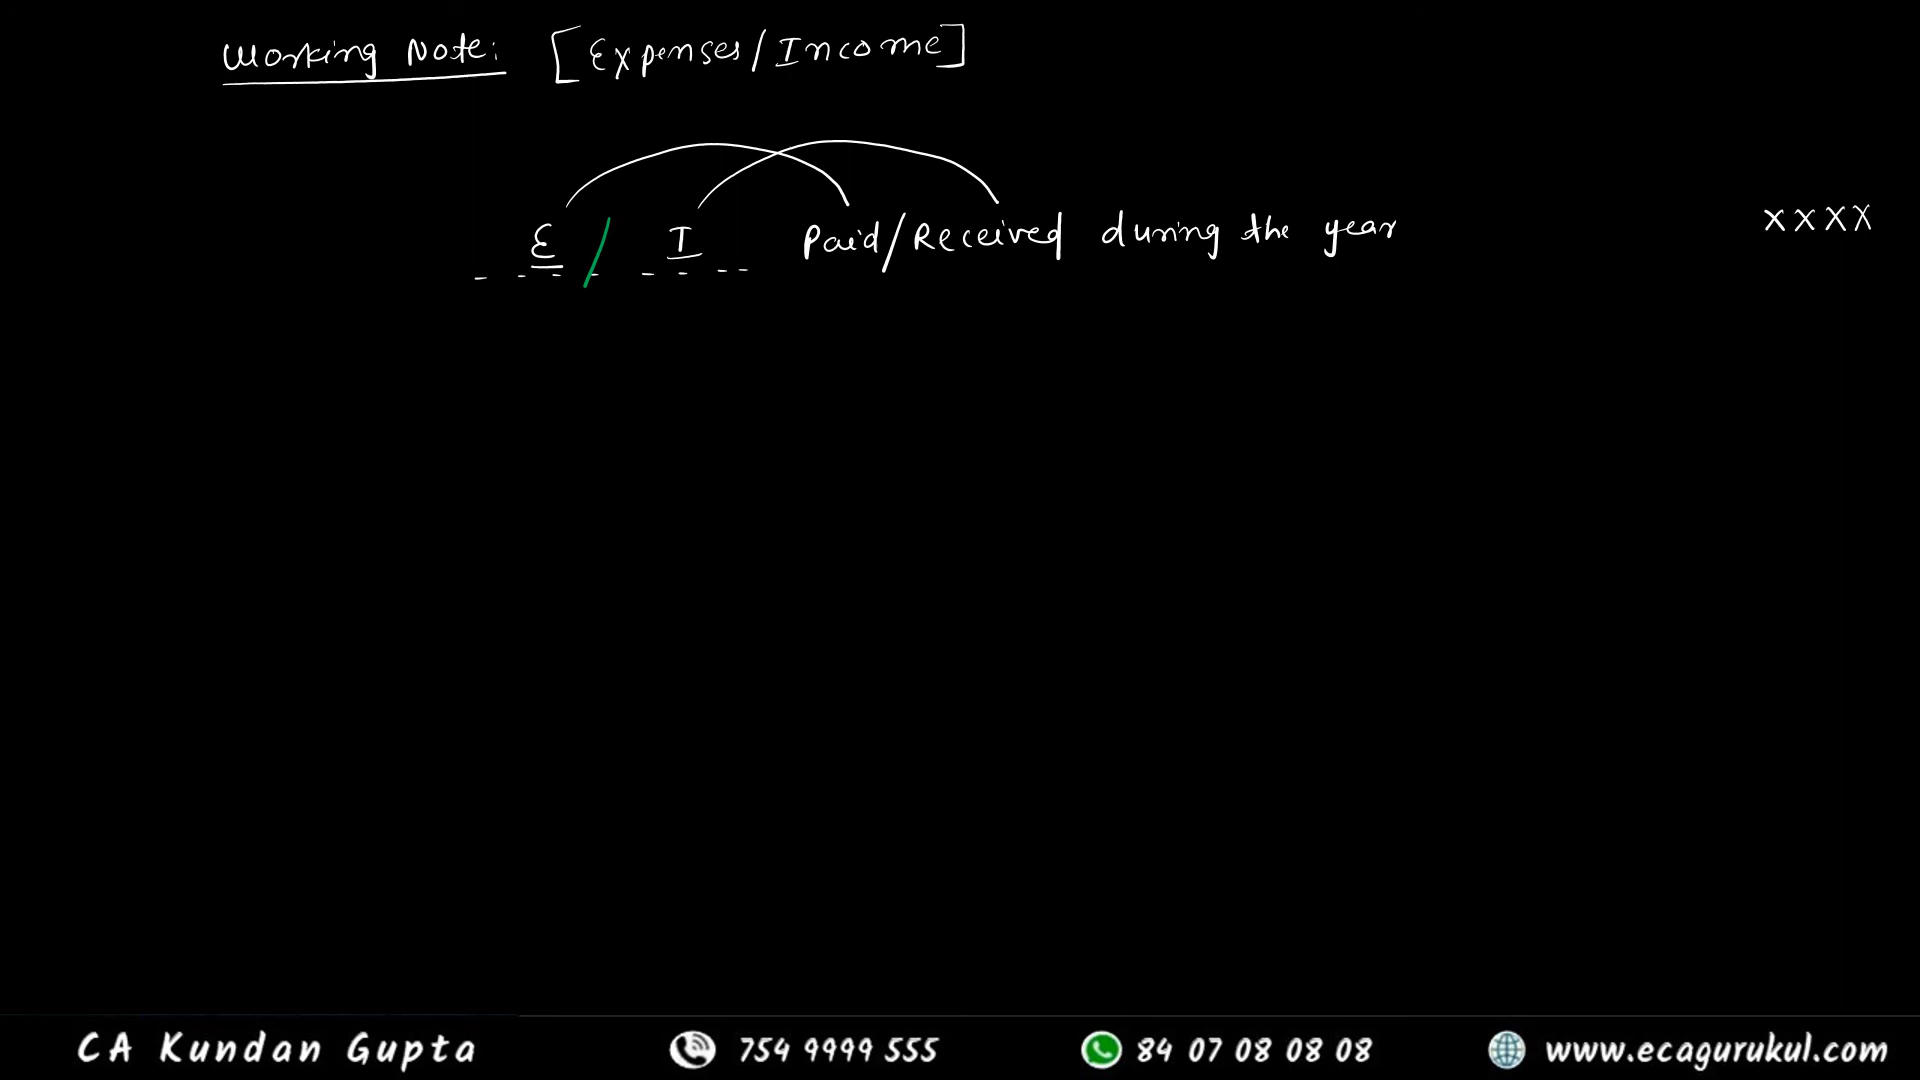 Working Note: [Expenses/Income]
E / I Paid/Received during the year xxxx
CA Kundan Gupta 754 9999 555 84 07 08 08 08 www.ecagurukul.com